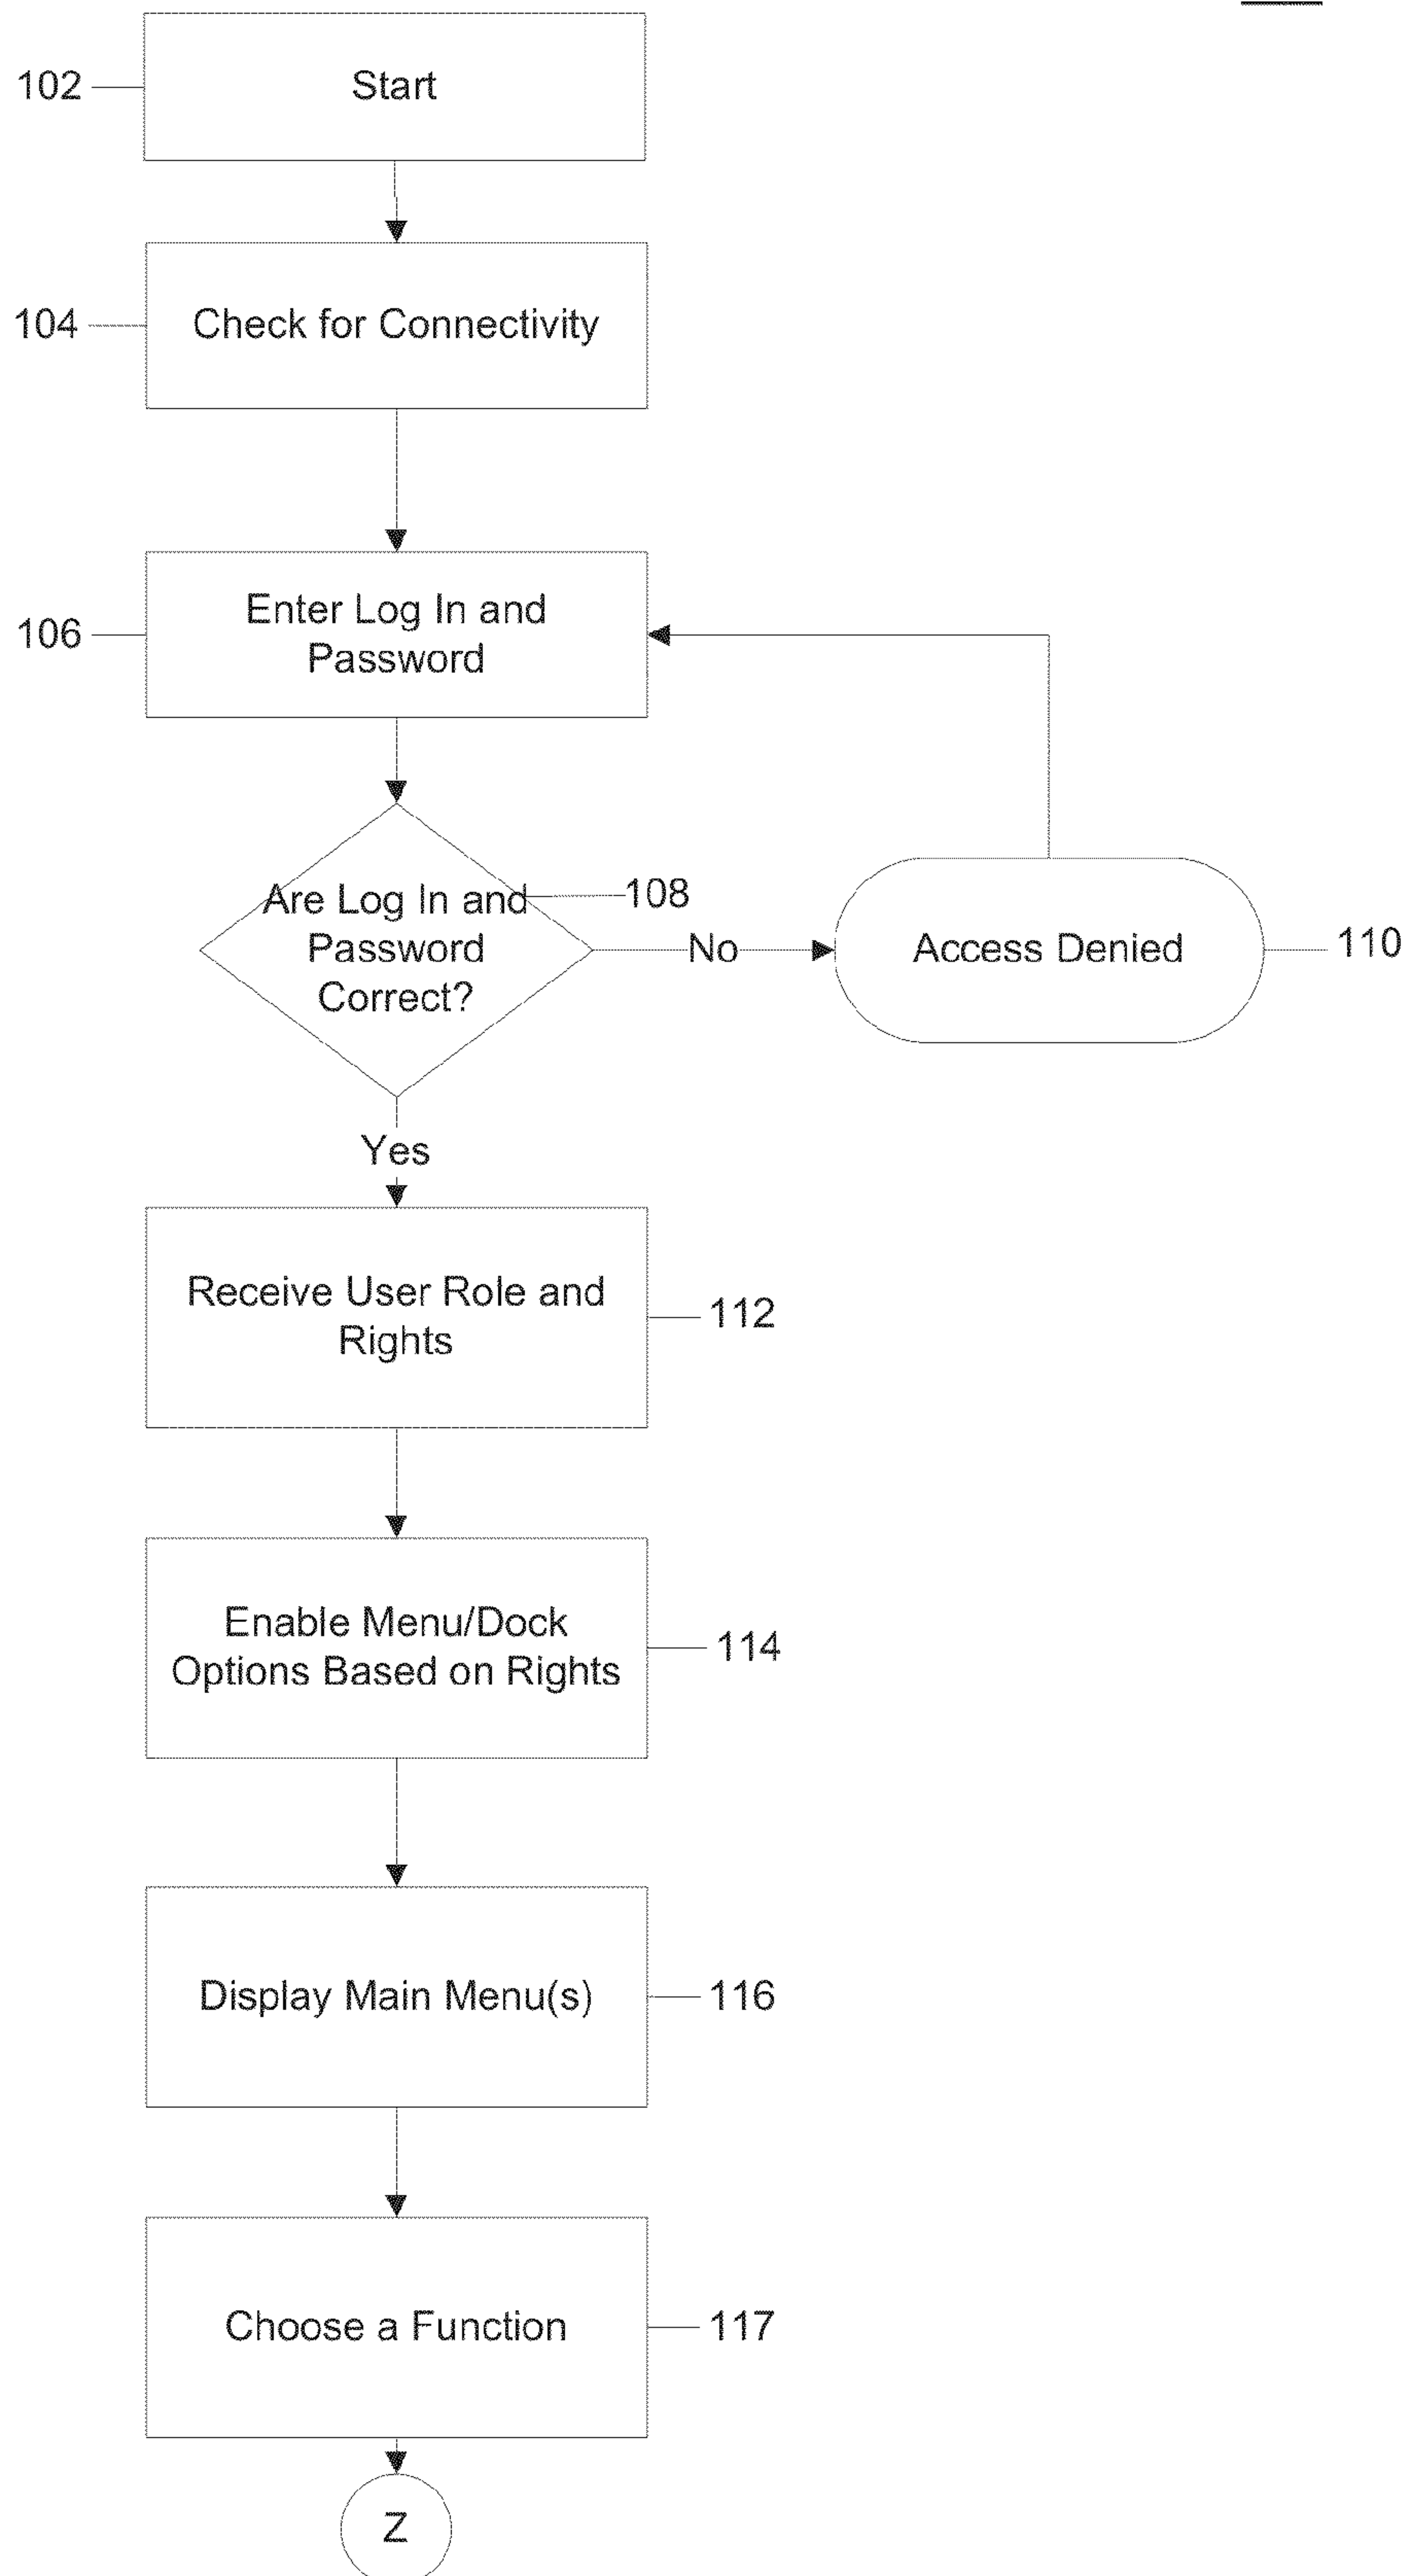 102
Start
104
Check for Connectivity
106
Enter Log In and
Password
Are Log In and
Password
Correct?
108
No
Access Denied
110
Yes
Receive User Role and
Rights
112
Enable Menu/Dock
Options Based on Rights
114
Display Main Menu(s)
116
Choose a Function
117
Z